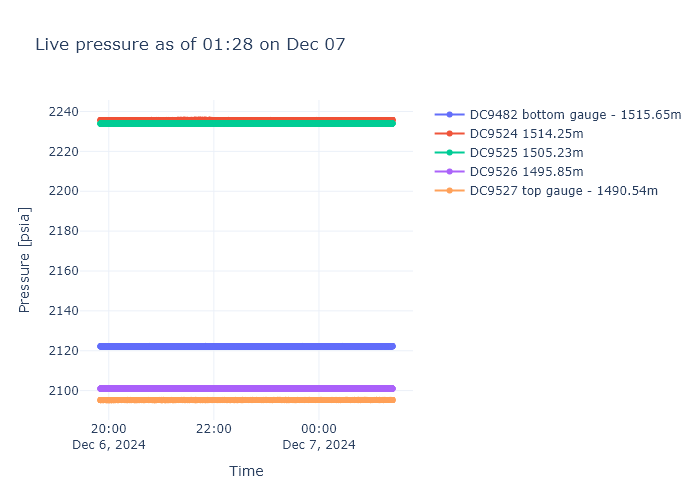 Live pressure as of 01:28 on Dec 07
2240
2220
2200
2180
2160
2140
2120
2100
Pressure [psia]
20:00
Dec 6, 2024
22:00
00:00
Dec 7, 2024
Time
DC9482 bottom gauge - 1515.65m
DC9524 1514.25m
DC9525 1505.23m
DC9526 1495.85m
DC9527 top gauge - 1490.54m